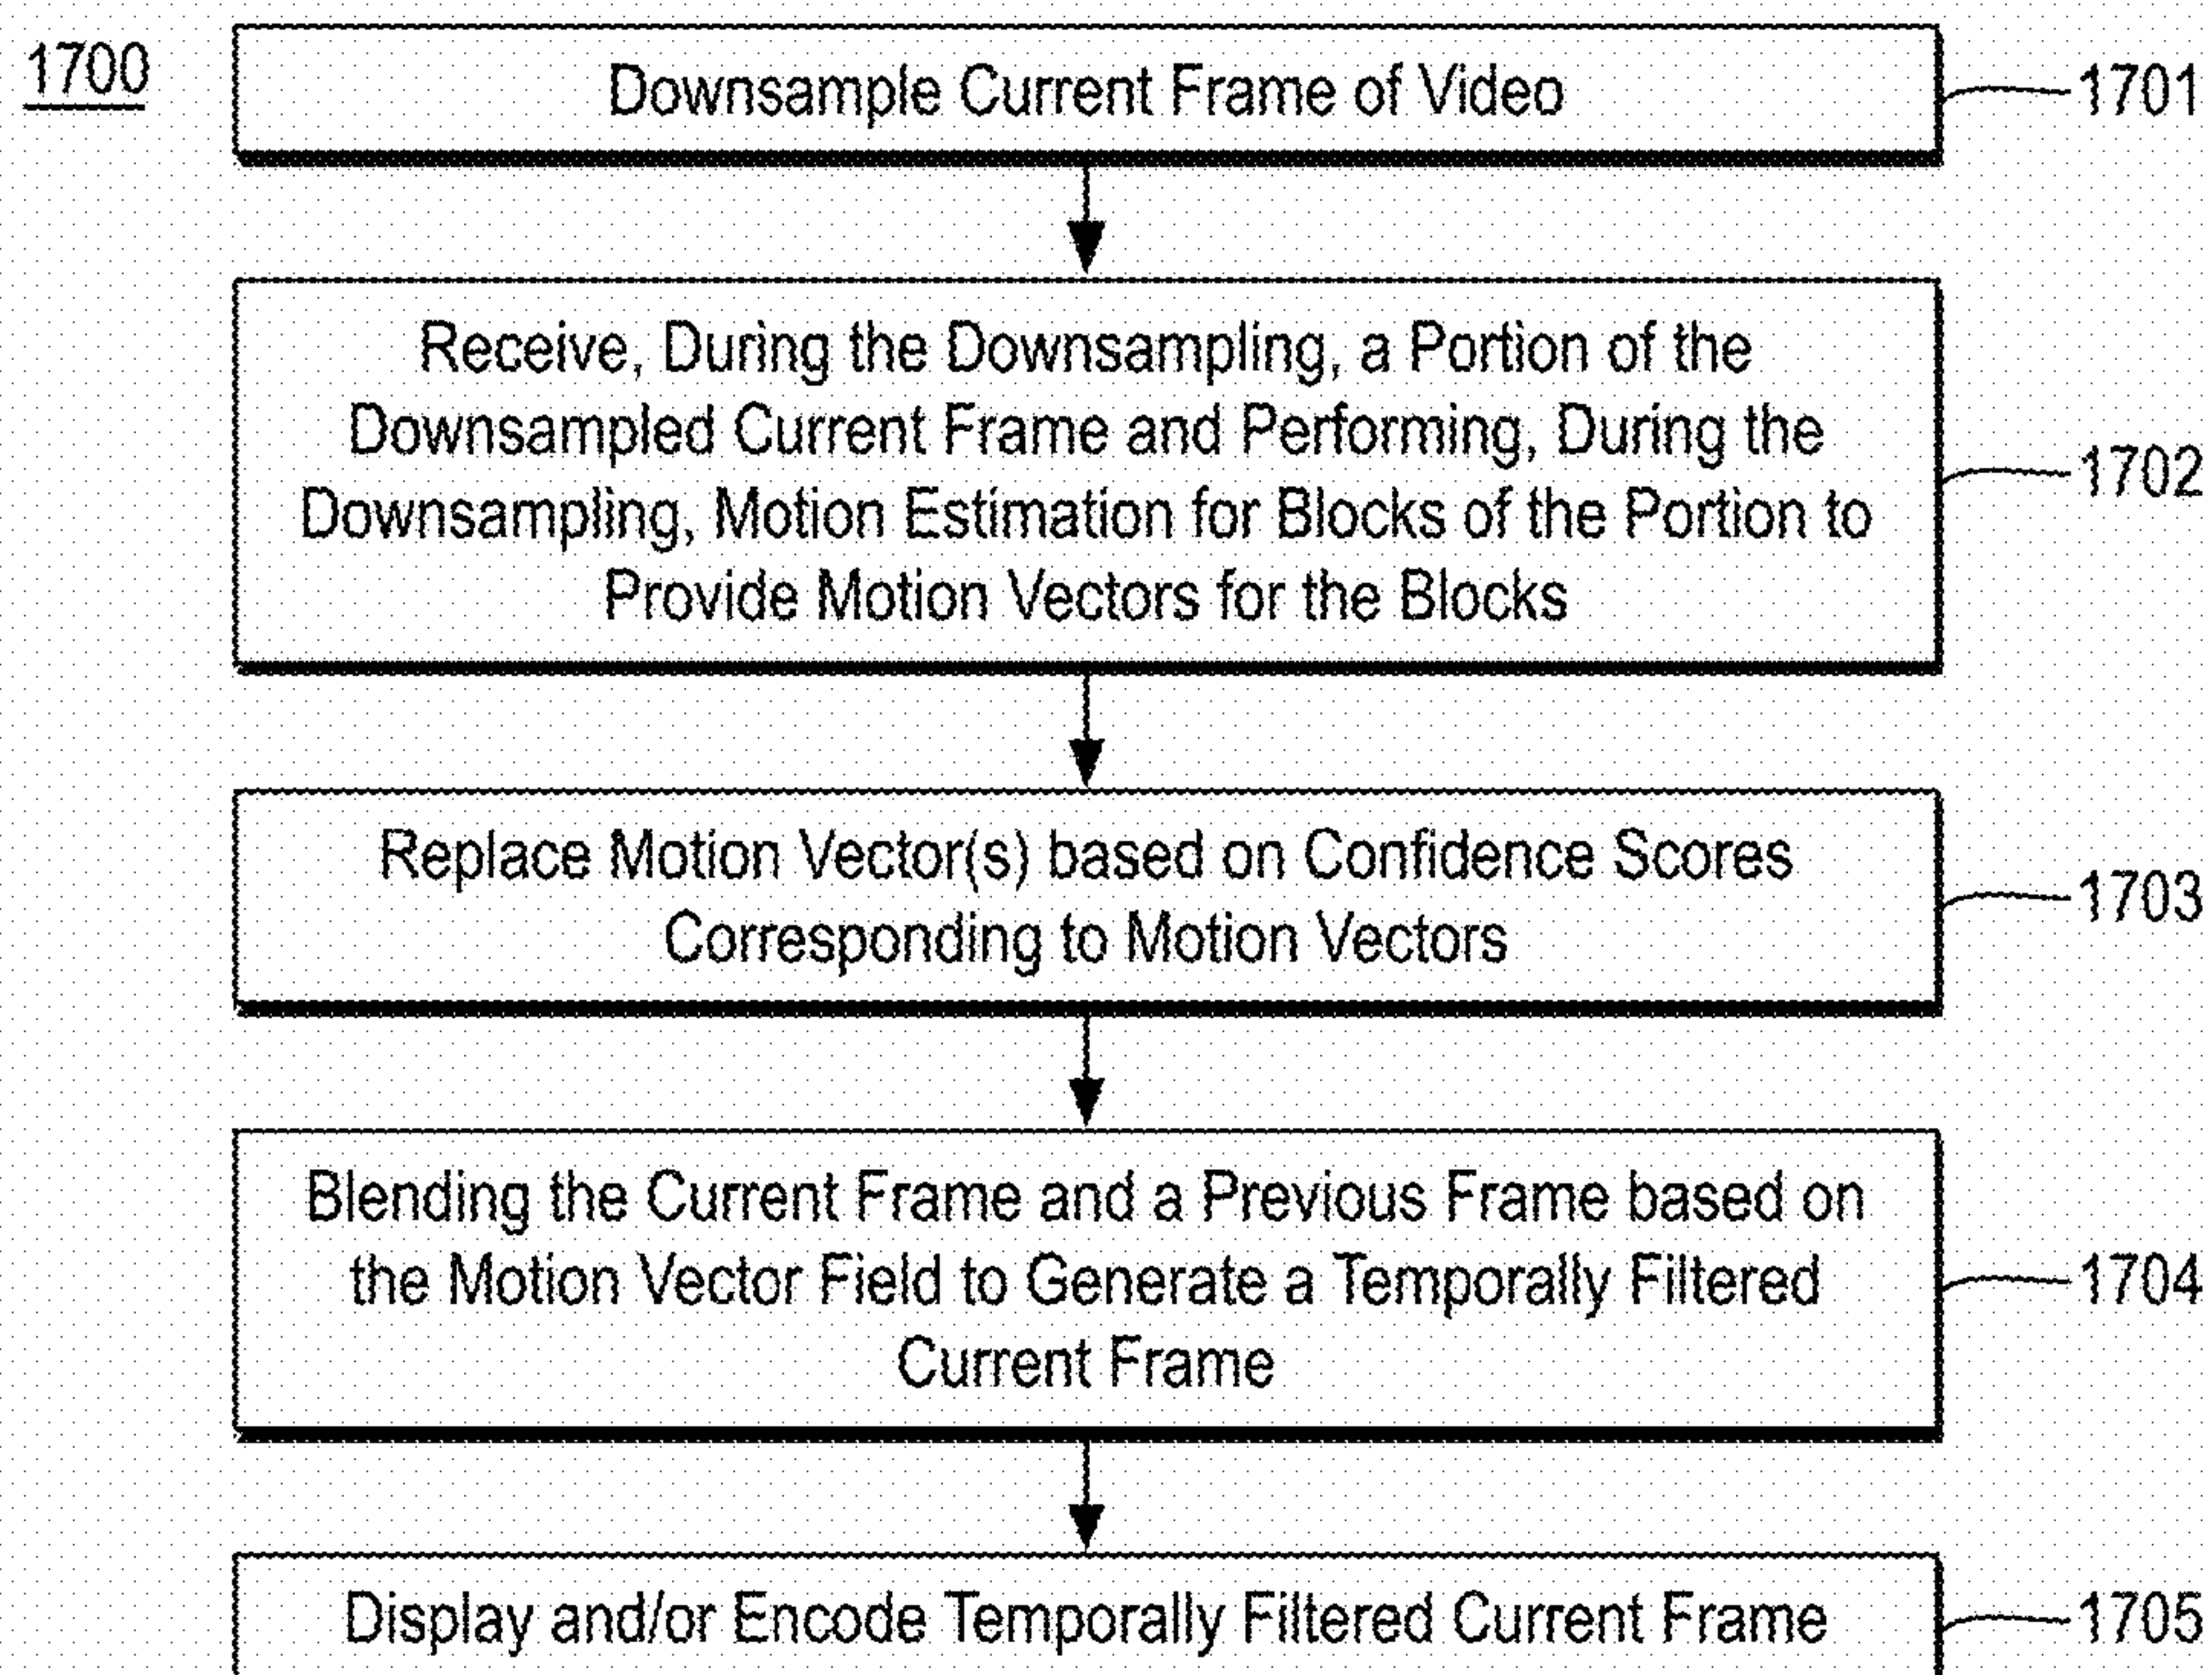 1700
Downsample Current Frame of Video
1701
Receive, During the Downsampling, a Portion of the
Downsampled Current Frame and Performing, During the
Downsampling, Motion Estimation for Blocks of the Portion to
Provide Motion Vectors for the Blocks
1702
Replace Motion Vector(s) based on Confidence Scores
Corresponding to Motion Vectors
1703
Blending the Current Frame and a Previous Frame based on
the Motion Vector Field to Generate a Temporally Filtered
Current Frame
1704
Display and/or Encode Temporally Filtered Current Frame
1705